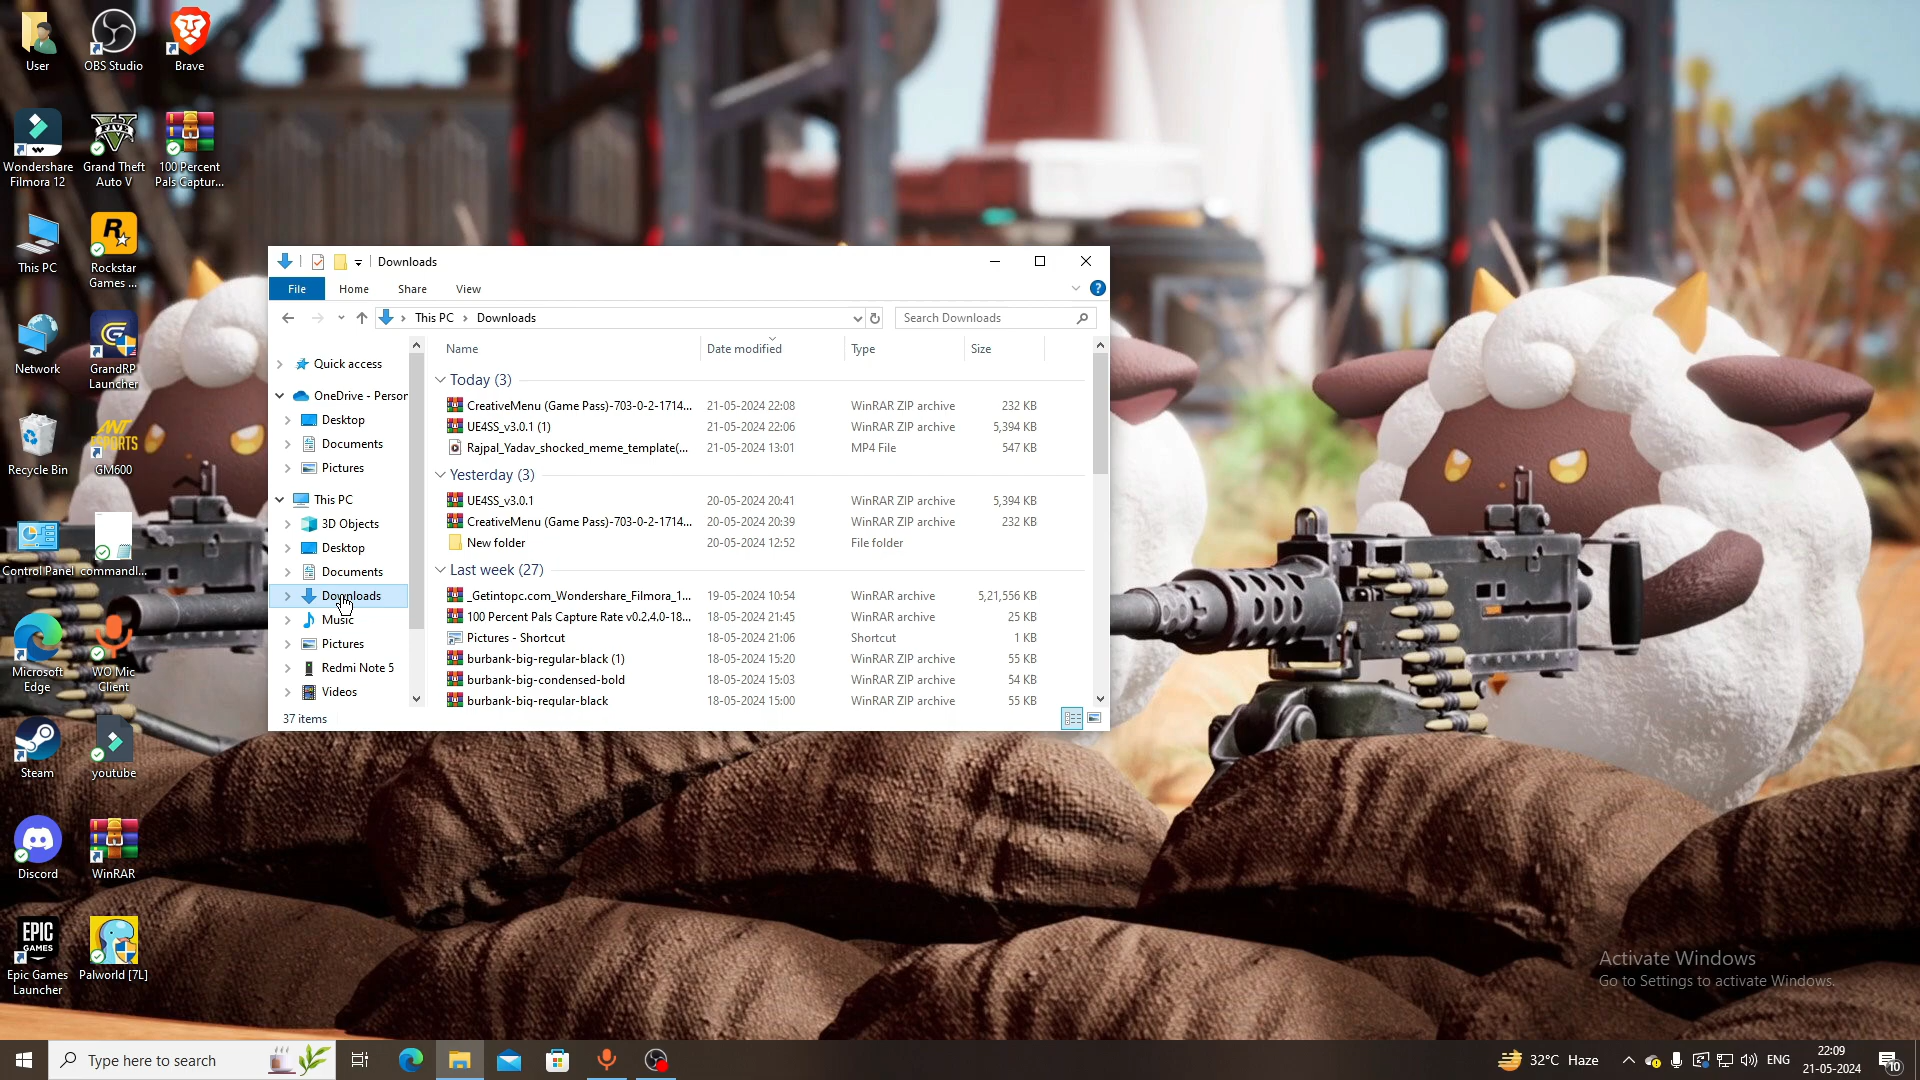 User
OBS Studio
Brave
Wondershare
Filmora 12
Grand Theft
Auto V
100 Percent
Pals Captur...
This PC
Rockstar
Games ...
Network
GrandRP
Launcher
Recycle Bin
ANT
ESPORTS
GM600
Control Panel
commandl...
Microsoft
Edge
WO Mic
Client
Steam
youtube
Discord
WinRAR
EPIC
GAMES
Epic Games
Launcher
Palworld [7L]
Downloads
File
Home
Share
View
This PC
Downloads
Search Downloads
Quick access
OneDrive - Person
Desktop
Documents
Pictures
This PC
3D Objects
Desktop
Documents
Downloads
Music
Pictures
Redmi Note 5
Videos
Name Date modified Type Size
Today (3)
CreativeMenu (Game Pass)-703-0-2-1714... 21-05-2024 22:08 WinRAR ZIP archive 232 KB
UE4SS_v3.0.1 (1) 21-05-2024 22:06 WinRAR ZIP archive 5,394 KB
Rajpal_Yadav_shocked_meme_template(... 21-05-2024 13:01 MP4 File 547 KB
Yesterday (3)
UE4SS_v3.0.1 20-05-2024 20:41 WinRAR ZIP archive 5,394 KB
CreativeMenu (Game Pass)-703-0-2-1714... 20-05-2024 20:39 WinRAR ZIP archive 232 KB
New folder 20-05-2024 12:52 File folder
Last week (27)
_Getintopc.com_Wondershare_Filmora_1... 19-05-2024 10:54 WinRAR archive 5,21,556 KB
100 Percent Pals Capture Rate v0.2.4.0-18... 18-05-2024 21:45 WinRAR archive 25 KB
Pictures - Shortcut 18-05-2024 21:06 Shortcut 1 KB
burbank-big-regular-black (1) 18-05-2024 15:20 WinRAR ZIP archive 55 KB
burbank-big-condensed-bold 18-05-2024 15:03 WinRAR ZIP archive 54 KB
burbank-big-regular-black 18-05-2024 15:00 WinRAR ZIP archive 55 KB
37 items
Activate Windows
Go to Settings to activate Windows.
Type here to search
32°C Haze
ENG
22:09
21-05-2024
10